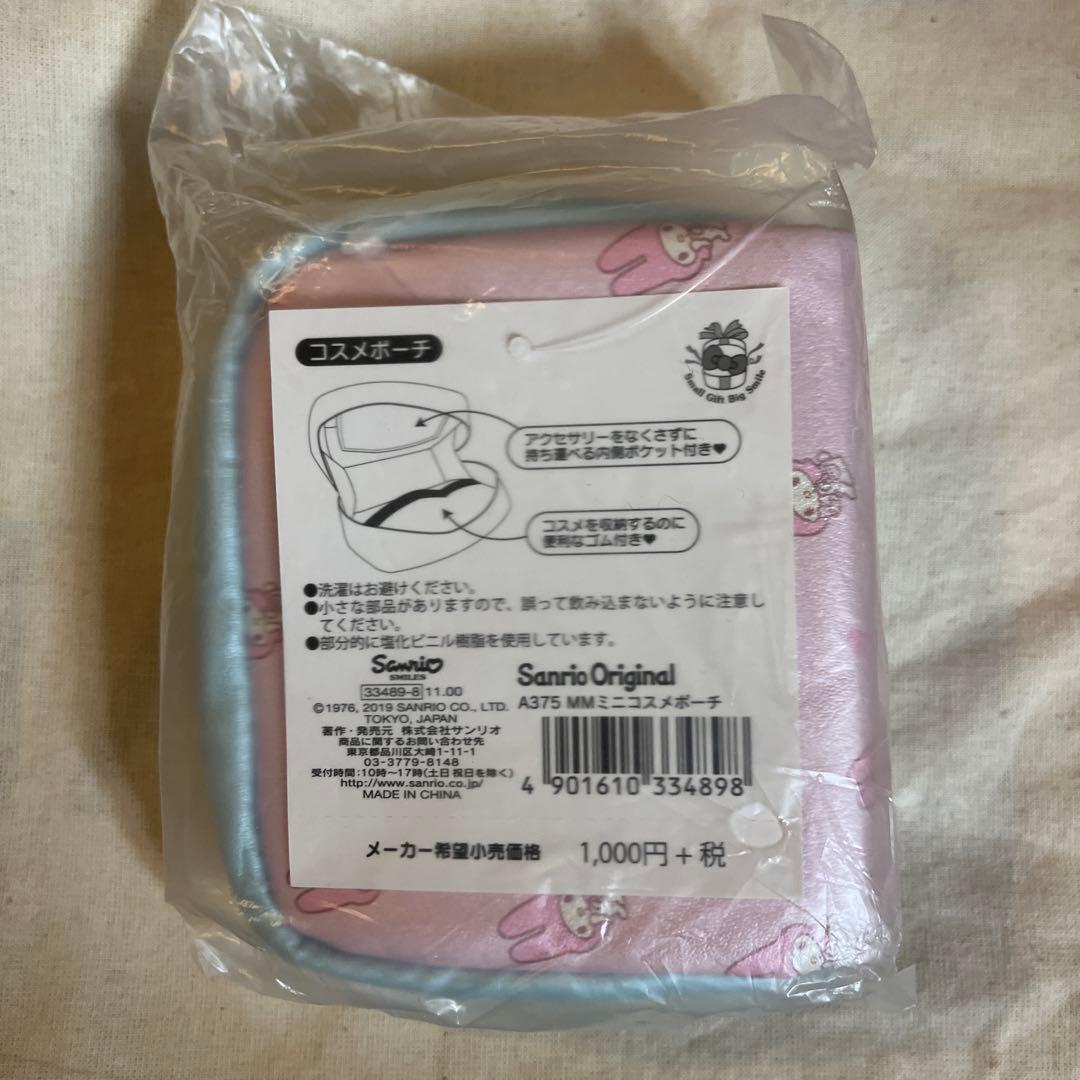 コスメポーチ
Small Gift Big Smile
アクセサリーをなくさずに
持ち運べる内側ポケット付き♥
コスメを収納するのに
便利なゴム付き♥
●洗濯はお避けください。
●小さな部品がありますので、誤って飲み込まないように注意し
てください。
●部分的に塩化ビニル樹脂を使用しています。
Sanrio
SMILES
33489-8 11.00
©1976, 2019 SANRIO CO., LTD.
TOKYO, JAPAN
著作・発売元 株式会社サンリオ
商品に関するお問い合わせ先
東京都品川区大崎1-11-1
03-3779-8148
受付時間:10時~17時(土日 祝日を除く)
http://www.sanrio.co.jp/
MADE IN CHINA
Sanrio Original
A375 MMミニコスメポーチ
4 901610 334898
メーカー希望小売価格 1,000円+税